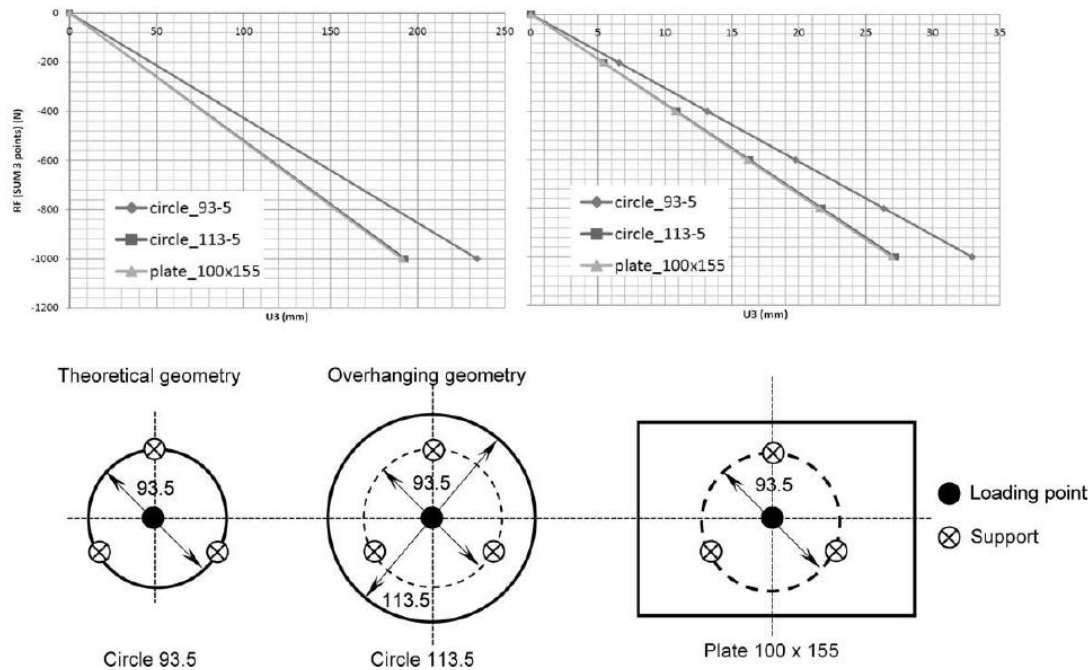 0 50 100 150 200 250
0
-200
-400
-600
-800
-1000
-1200
RF (SUM 3 points) (N)
circle_93-5
circle_113-5
plate_100x155
U3 (mm)
0 5 10 15 20 25 30 35
circle_93-5
circle_113-5
plate_100x155
U3 (mm)
Theoretical geometry
Overhanging geometry
93.5
93.5
113.5
93.5
Loading point
Support
Circle 93.5
Circle 113.5
Plate 100 x 155